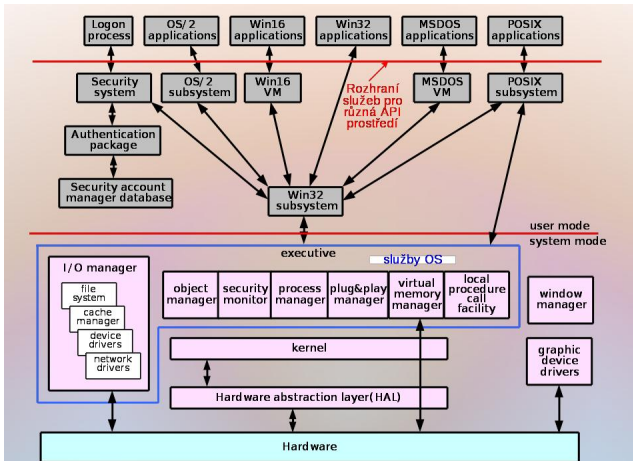 Logon
process
OS/2
applications
Win16
applications
Win32
applications
MSDOS
applications
POSIX
applications
Security
system
OS/2
subsystem
Win16
VM
Rozhraní
služeb pro
různá API
prostředí
MSDOS
VM
POSIX
subsystem
Authentication
package
Security account
manager database
Win32
subsystem
user mode
system mode
executive
služby OS
I/O manager
file
system
cache
manager
device
drivers
network
drivers
object
manager
security
monitor
process
manager
plug&play
manager
virtual
memory
manager
local
procedure
call
facility
window
manager
kernel
graphic
device
drivers
Hardware abstraction layer(HAL)
Hardware